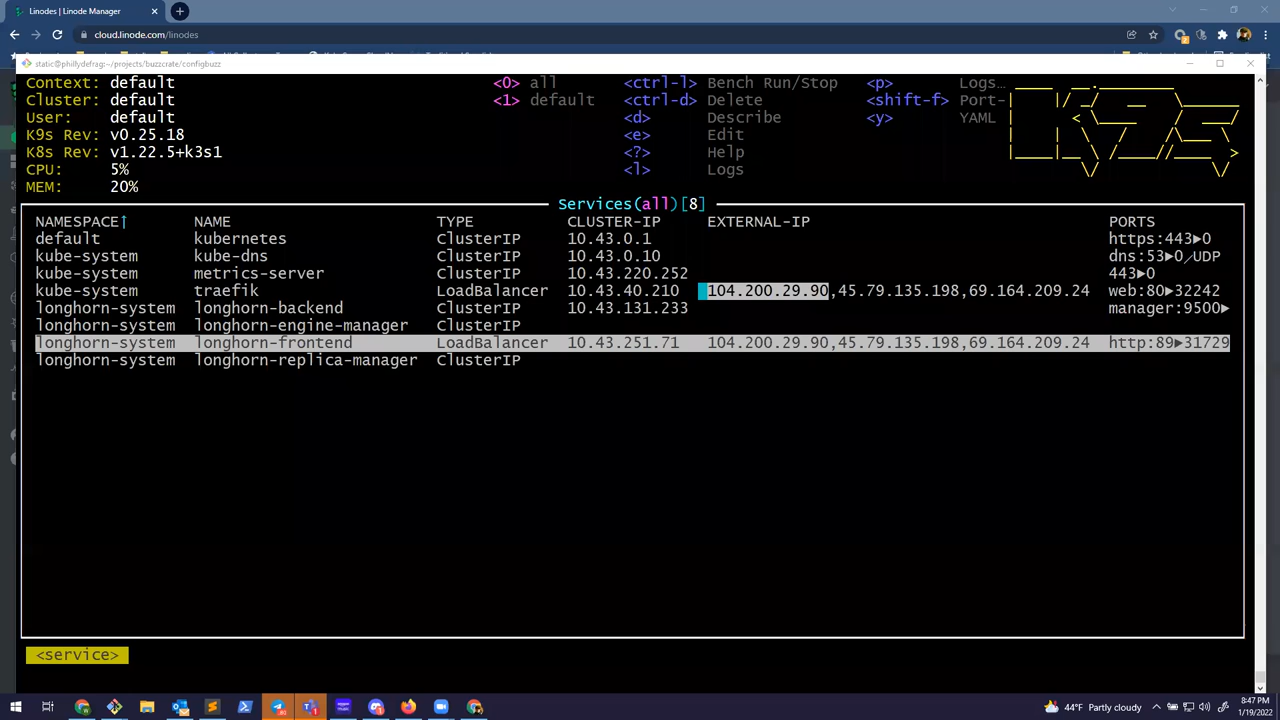 Linodes | Linode Manager
cloud.linode.com/linodes
static@phillydefrag:~/projects/buzzcrate/configbuzz
Context: default <0> all <ctrl-l> Bench Run/Stop <p> Logs…
Cluster: default <1> default <ctrl-d> Delete <shift-f> Port-
User: default <d> Describe <y> YAML
K9s Rev: v0.25.18 <e> Edit
K8s Rev: v1.22.5+k3s1 <?> Help
CPU: 5% <l> Logs
MEM: 20%
Services(all)[8]
NAMESPACE↑ NAME TYPE CLUSTER-IP EXTERNAL-IP PORTS
default kubernetes ClusterIP 10.43.0.1 https:443►0
kube-system kube-dns ClusterIP 10.43.0.10 dns:53►0╱UDP
kube-system metrics-server ClusterIP 10.43.220.252 443►0
kube-system traefik LoadBalancer 10.43.40.210 104.200.29.90,45.79.135.198,69.164.209.24 web:80►32242
longhorn-system longhorn-backend ClusterIP 10.43.131.233 manager:9500►
longhorn-system longhorn-engine-manager ClusterIP
longhorn-system longhorn-frontend LoadBalancer 10.43.251.71 104.200.29.90,45.79.135.198,69.164.209.24 http:89►31729
longhorn-system longhorn-replica-manager ClusterIP
<service>
44°F Partly cloudy
8:47 PM
1/19/2022